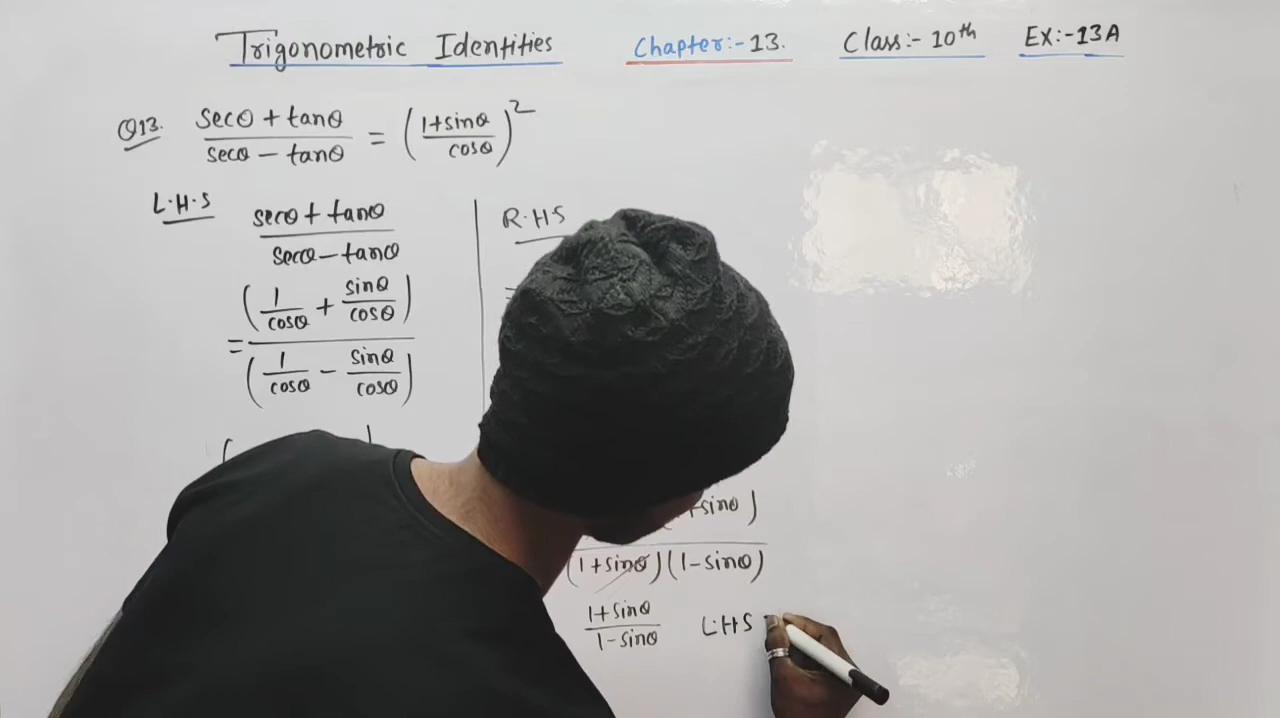 Trigonometric Identities Chapter:- 13. Class:- 10th Ex:- 13A
Q13. secθ + tanθ / secθ - tanθ = (1+sinθ / cosθ)²
L.H.S secθ + tanθ / secθ - tanθ
= (1/cosθ + sinθ/cosθ) / (1/cosθ - sinθ/cosθ)
R.H.S
sinθ)
(1+sinθ)(1-sinθ)
1+sinθ / 1-sinθ L.H.S